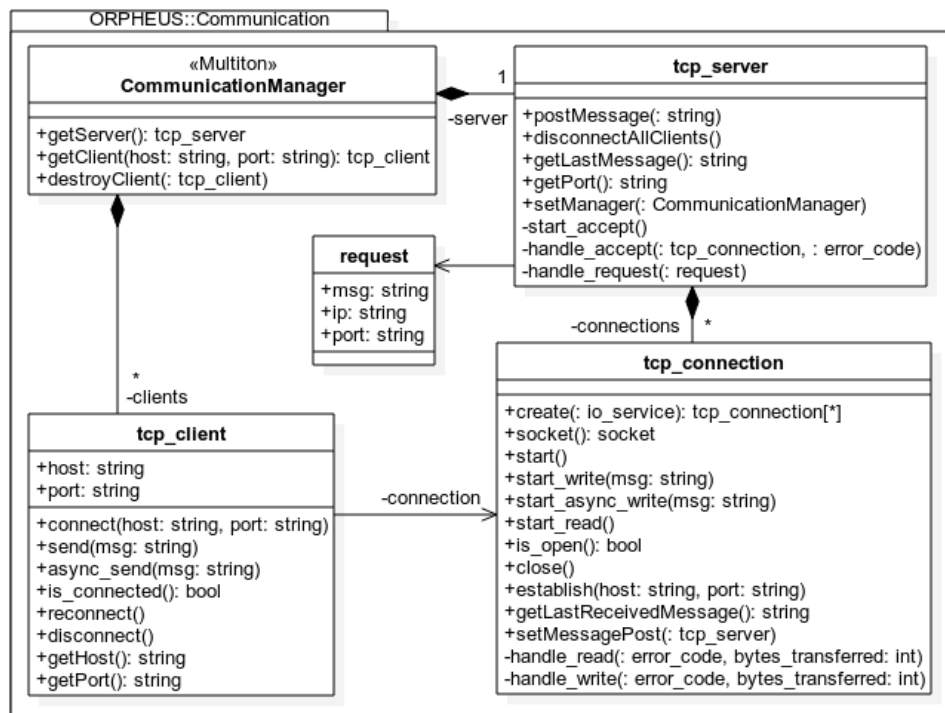 ORPHEUS::Communication
«Multiton»
CommunicationManager
+getServer(): tcp_server
+getClient(host: string, port: string): tcp_client
+destroyClient(: tcp_client)
1
-server
tcp_server
+postMessage(: string)
+disconnectAllClients()
+getLastMessage(): string
+getPort(): string
+setManager(: CommunicationManager)
-start_accept()
-handle_accept(: tcp_connection, : error_code)
-handle_request(: request)
request
+msg: string
+ip: string
+port: string
-connections
*
*
-clients
tcp_client
+host: string
+port: string
+connect(host: string, port: string)
+send(msg: string)
+async_send(msg: string)
+is_connected(): bool
+reconnect()
+disconnect()
+getHost(): string
+getPort(): string
-connection
tcp_connection
+create(: io_service): tcp_connection[*]
+socket(): socket
+start()
+start_write(msg: string)
+start_async_write(msg: string)
+start_read()
+is_open(): bool
+close()
+establish(host: string, port: string)
+getLastReceivedMessage(): string
+setMessagePost(: tcp_server)
-handle_read(: error_code, bytes_transferred: int)
-handle_write(: error_code, bytes_transferred: int)